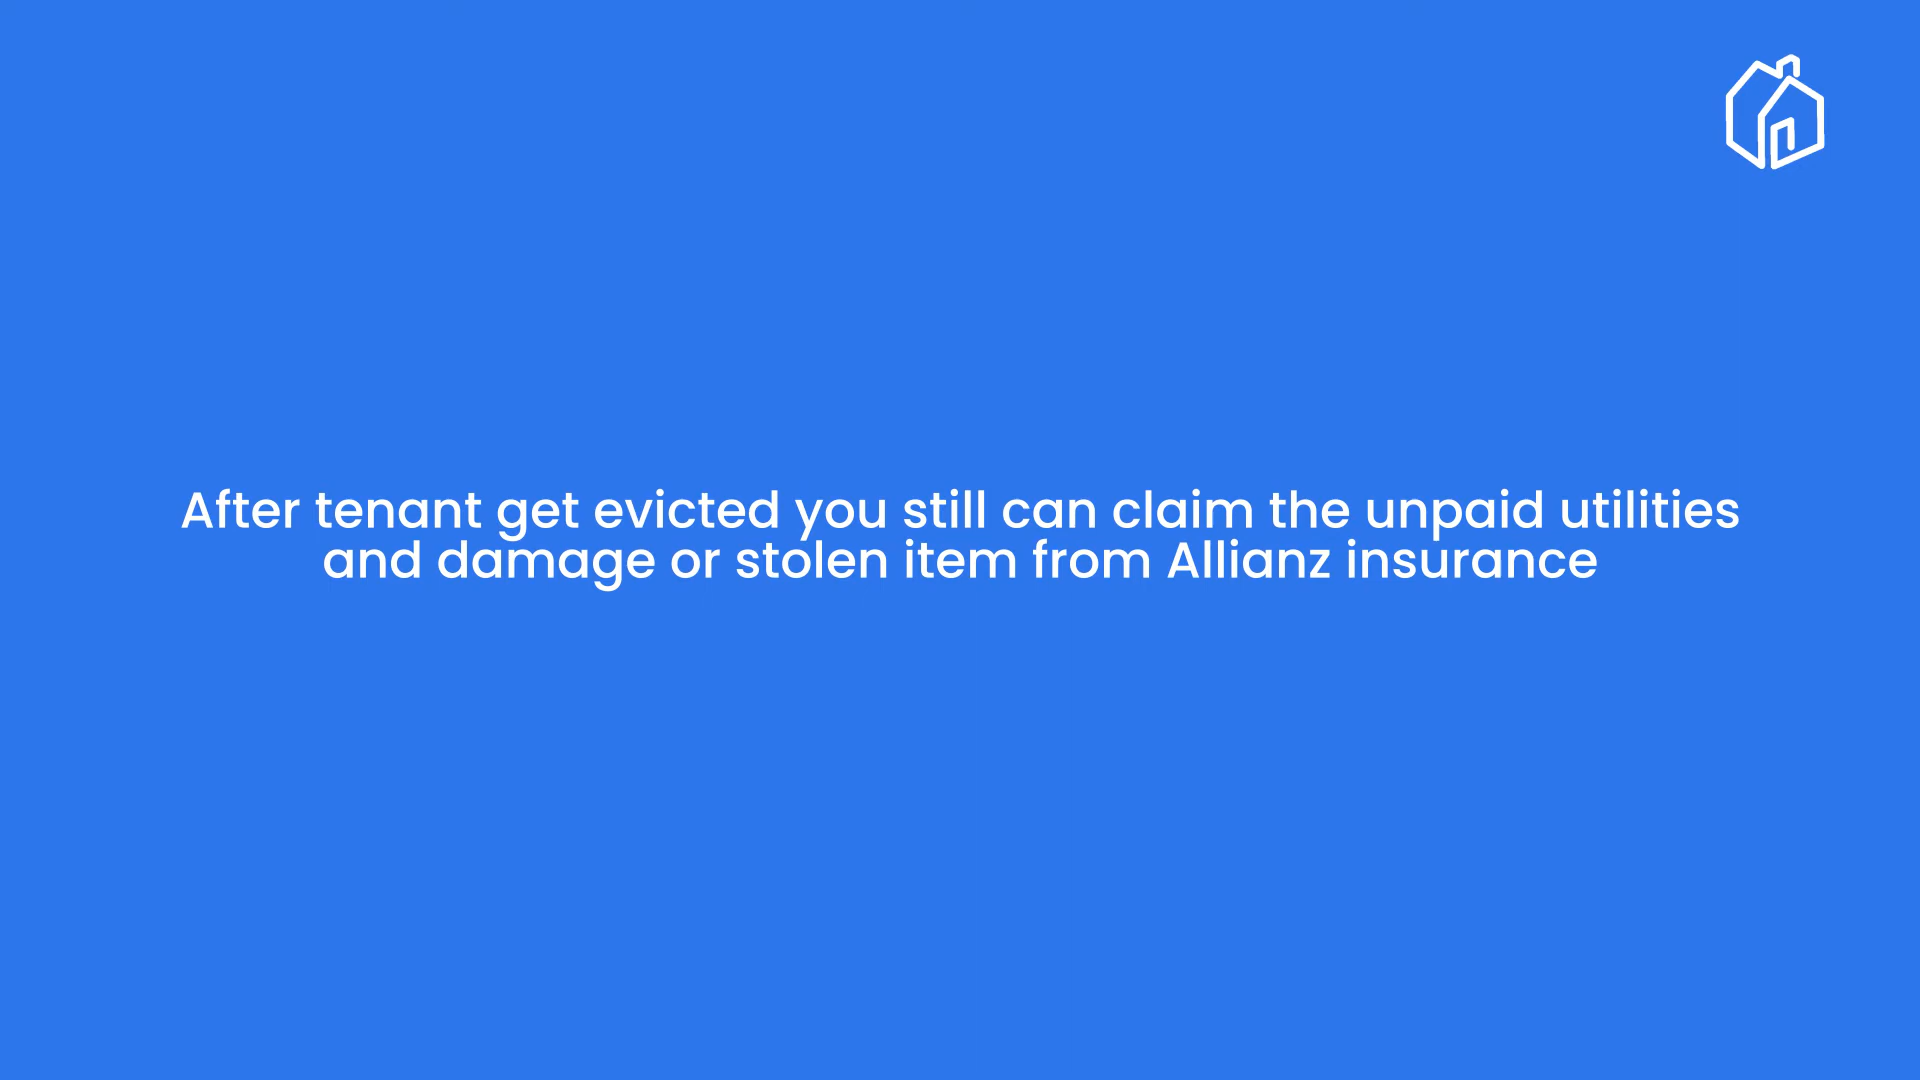 After tenant get evicted you still can claim the unpaid utilities
and damage or stolen item from Allianz insurance